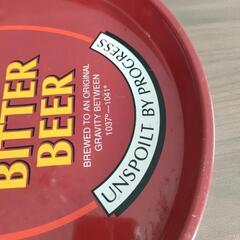 BITTER
BEER
BREWED TO AN ORIGINAL
GRAVITY BETWEEN
1037°—1041°
UNSPOILT BY PROGRESS